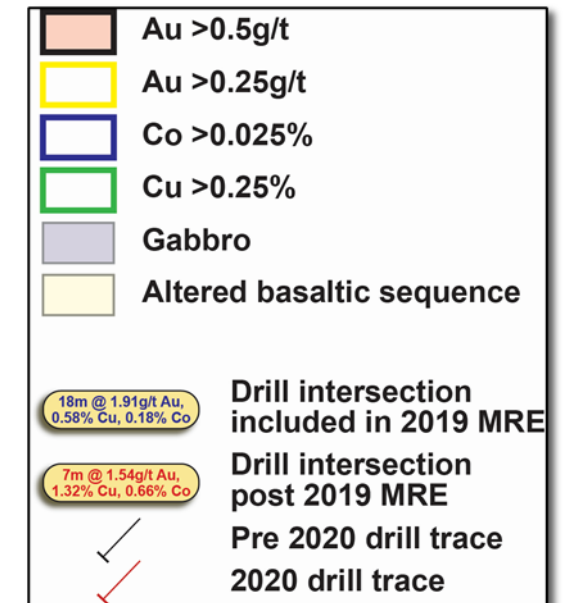 Au >0.5g/t
Au >0.25g/t
Co >0.025%
Cu >0.25%
Gabbro
Altered basaltic sequence
18m @ 1.91g/t Au,
0.58% Cu, 0.18% Co
Drill intersection
included in 2019 MRE
7m @ 1.54g/t Au,
1.32% Cu, 0.66% Co
Drill intersection
post 2019 MRE
Pre 2020 drill trace
2020 drill trace